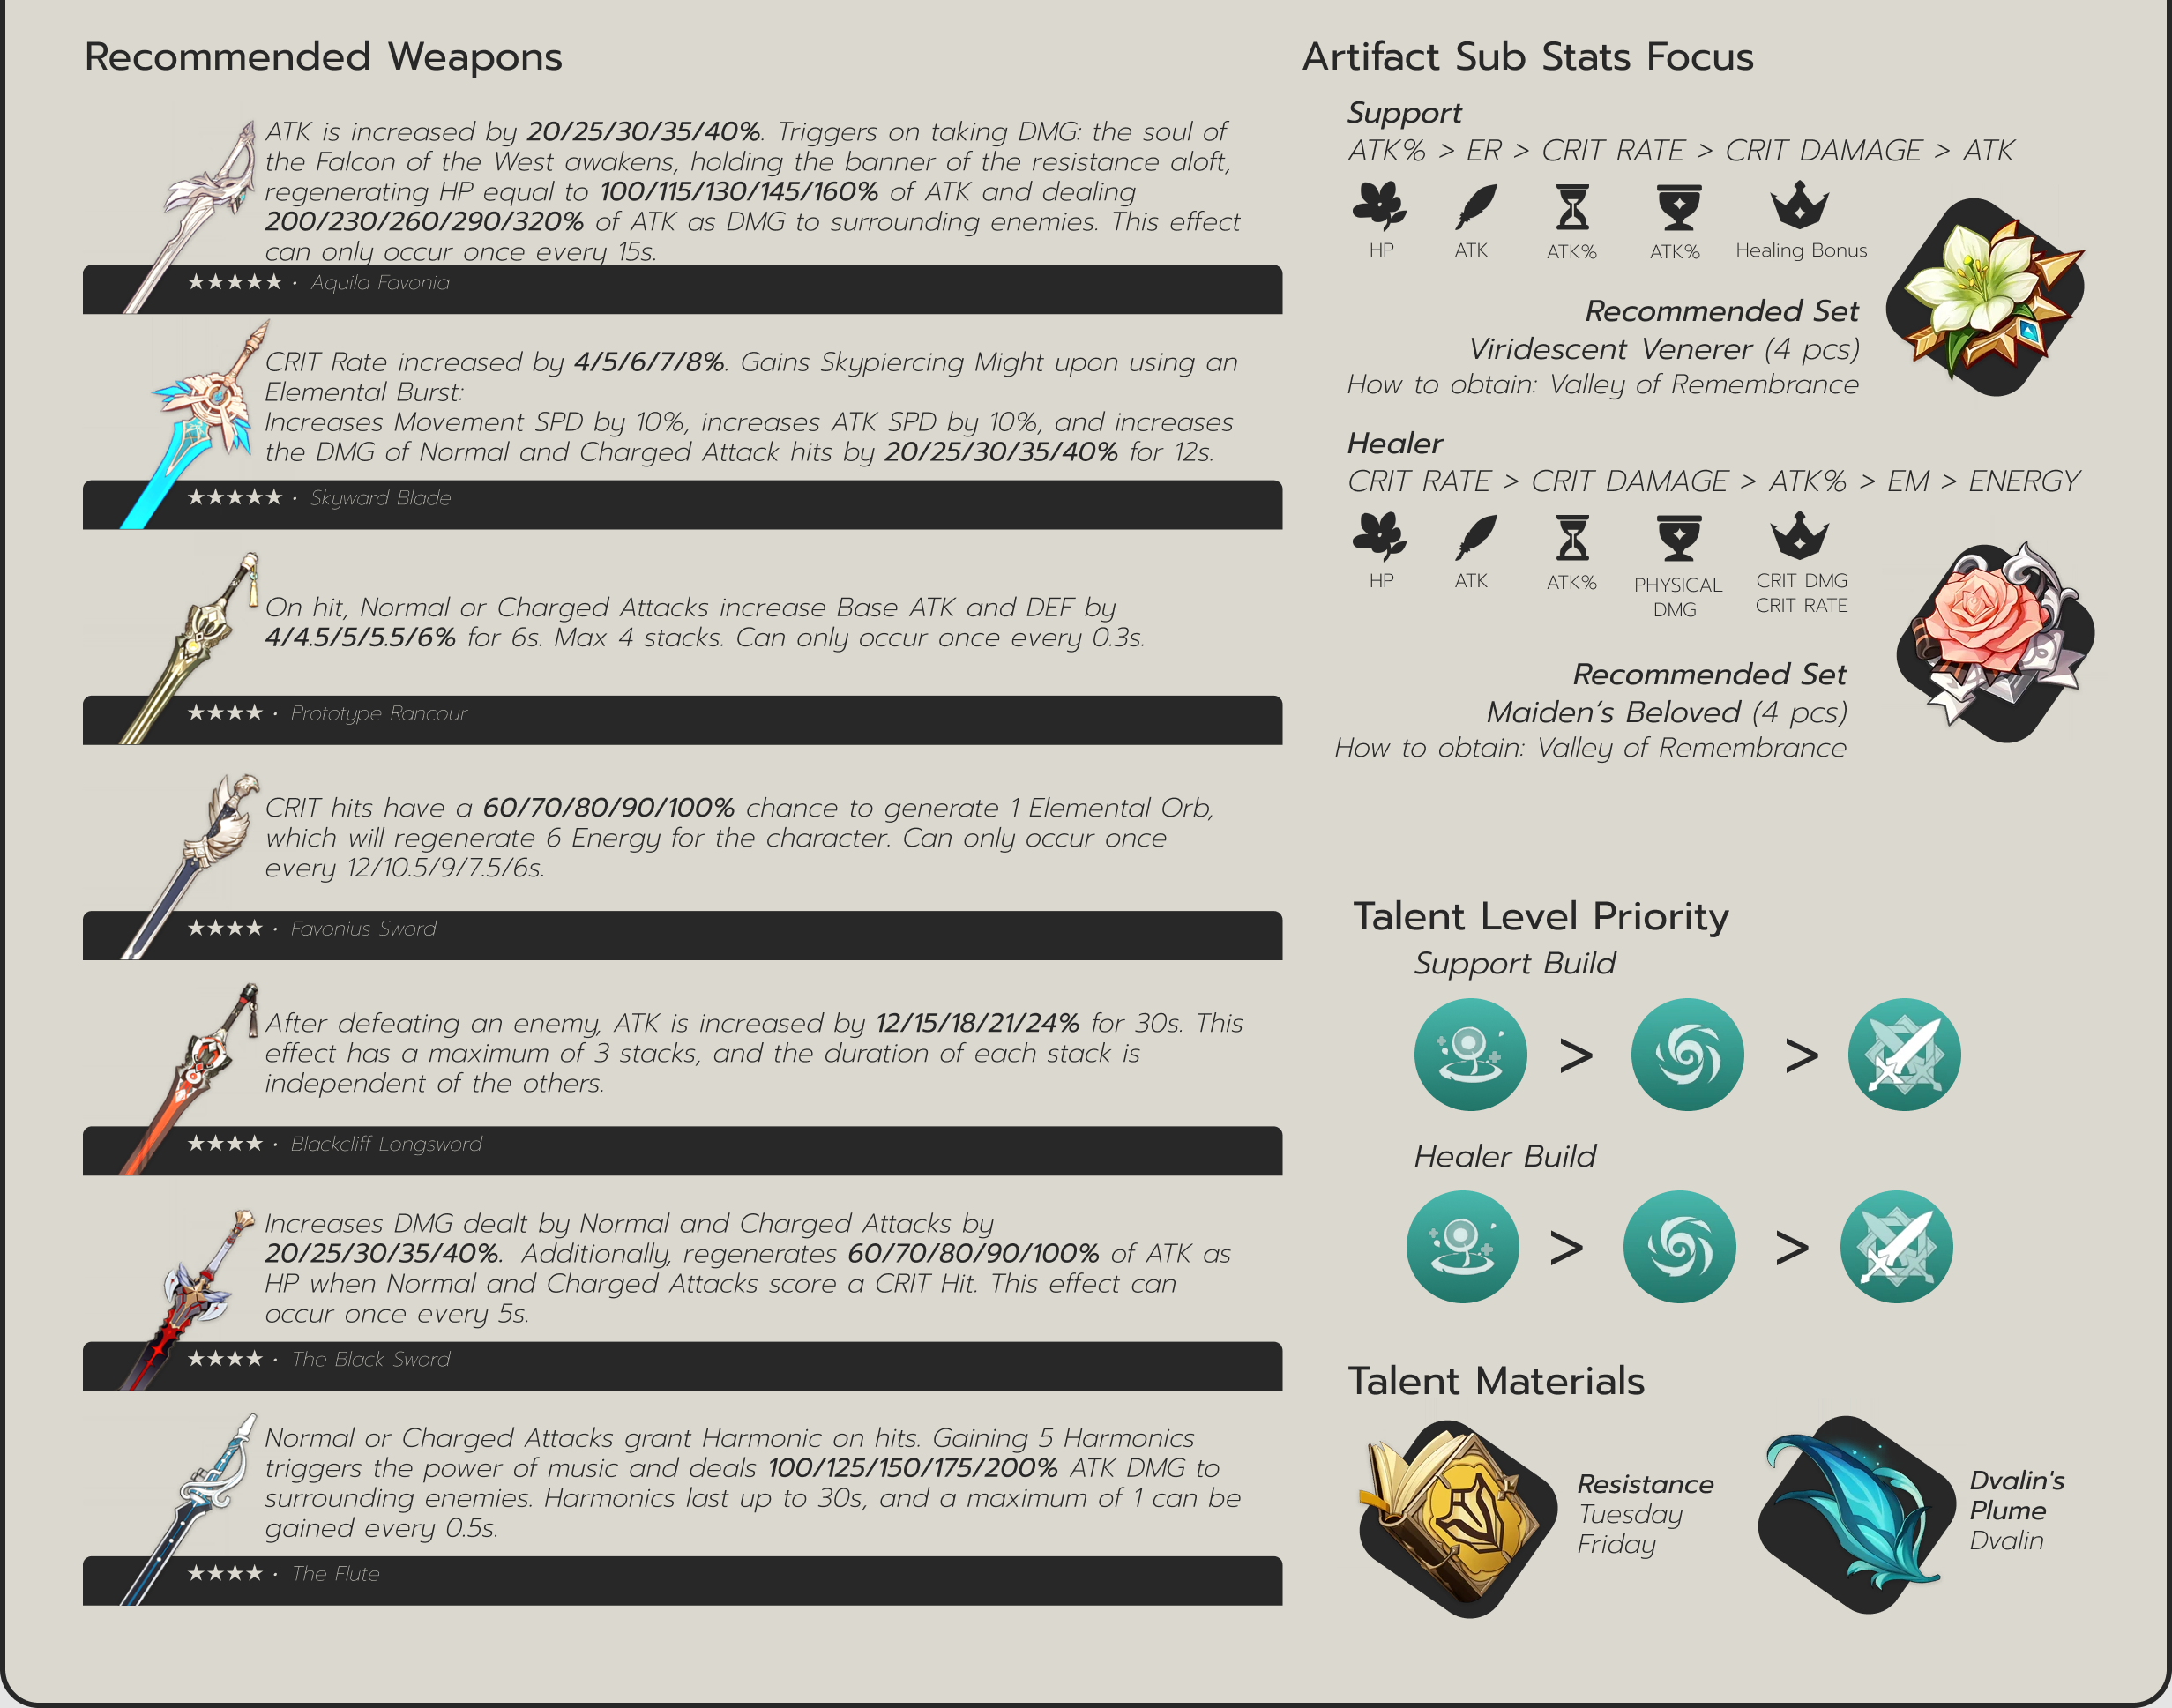 Recommended Weapons
ATK is increased by 20/25/30/35/40%. Triggers on taking DMG: the soul of
the Falcon of the West awakens, holding the banner of the resistance aloft,
regenerating HP equal to 100/115/130/145/160% of ATK and dealing
200/230/260/290/320% of ATK as DMG to surrounding enemies. This effect
can only occur once every 15s.
★★★★★ • Aquila Favonia
CRIT Rate increased by 4/5/6/7/8%. Gains Skypiercing Might upon using an
Elemental Burst:
Increases Movement SPD by 10%, increases ATK SPD by 10%, and increases
the DMG of Normal and Charged Attack hits by 20/25/30/35/40% for 12s.
★★★★★ • Skyward Blade
On hit, Normal or Charged Attacks increase Base ATK and DEF by
4/4.5/5/5.5/6% for 6s. Max 4 stacks. Can only occur once every 0.3s.
★★★★ • Prototype Rancour
CRIT hits have a 60/70/80/90/100% chance to generate 1 Elemental Orb,
which will regenerate 6 Energy for the character. Can only occur once
every 12/10.5/9/7.5/6s.
★★★★ • Favonius Sword
After defeating an enemy, ATK is increased by 12/15/18/21/24% for 30s. This
effect has a maximum of 3 stacks, and the duration of each stack is
independent of the others.
★★★★ • Blackcliff Longsword
Increases DMG dealt by Normal and Charged Attacks by
20/25/30/35/40%. Additionally, regenerates 60/70/80/90/100% of ATK as
HP when Normal and Charged Attacks score a CRIT Hit. This effect can
occur once every 5s.
★★★★ • The Black Sword
Normal or Charged Attacks grant Harmonic on hits. Gaining 5 Harmonics
triggers the power of music and deals 100/125/150/175/200% ATK DMG to
surrounding enemies. Harmonics last up to 30s, and a maximum of 1 can be
gained every 0.5s.
★★★★ • The Flute
Artifact Sub Stats Focus
Support
ATK% > ER > CRIT RATE > CRIT DAMAGE > ATK
HP ATK ATK% ATK% Healing Bonus
Recommended Set
Viridescent Venerer (4 pcs)
How to obtain: Valley of Remembrance
Healer
CRIT RATE > CRIT DAMAGE > ATK% > EM > ENERGY
HP ATK ATK% PHYSICAL CRIT DMG
DMG CRIT RATE
Recommended Set
Maiden's Beloved (4 pcs)
How to obtain: Valley of Remembrance
Talent Level Priority
Support Build
> >
Healer Build
> >
Talent Materials
Resistance
Tuesday
Friday
Dvalin's
Plume
Dvalin